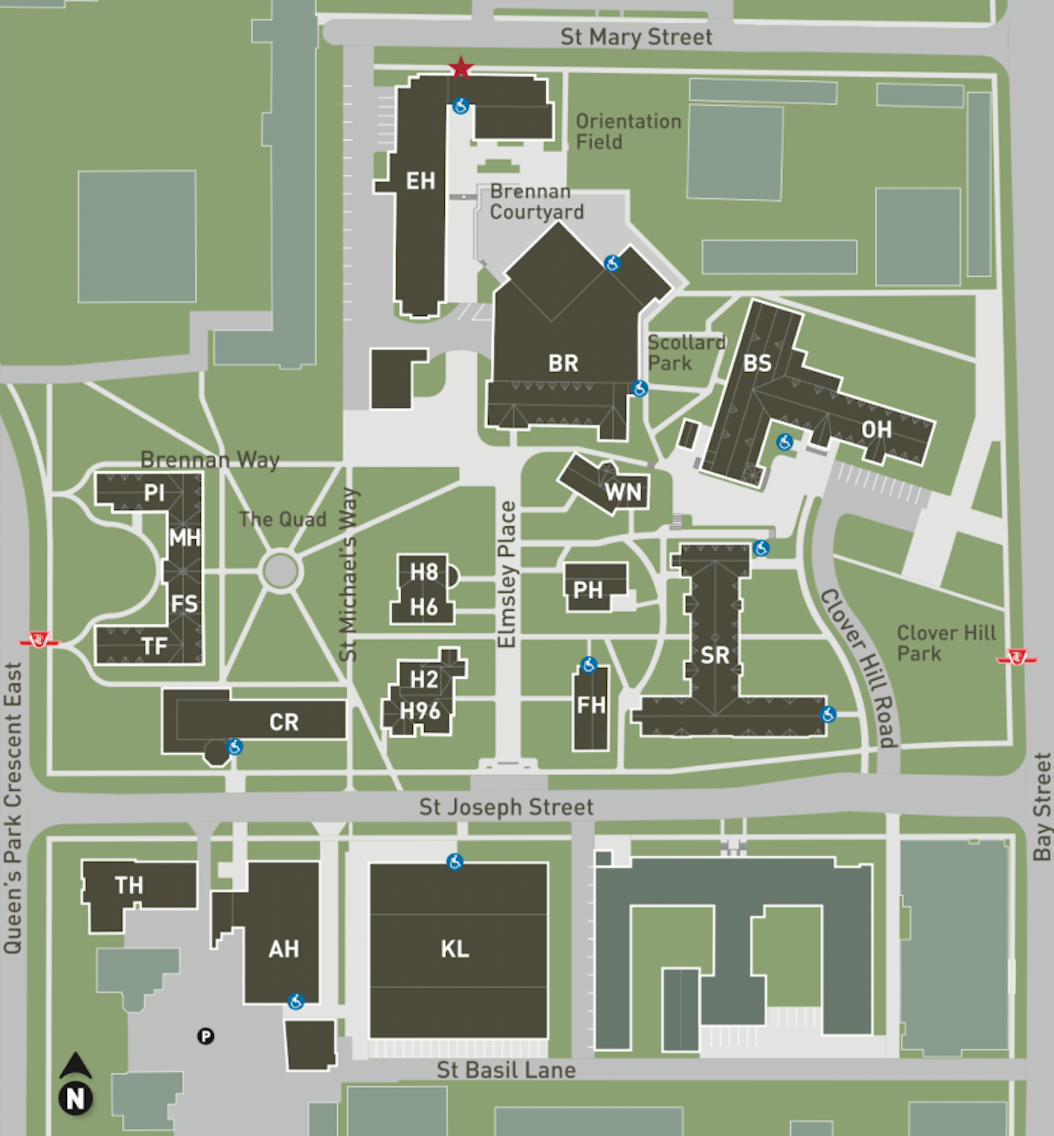 St Mary Street
Orientation
Field
EH
Brennan
Courtyard
BR
Scollard
Park
BS
OH
Brennan Way
PI
WN
The Quad
MH
St Michael's Way
Elmsley Place
H8
H6
PH
FS
TF
Clover Hill Road
Clover Hill
Park
SR
H2
H96
FH
CR
Queen's Park Crescent East
St Joseph Street
Bay Street
TH
AH
KL
P
St Basil Lane
N